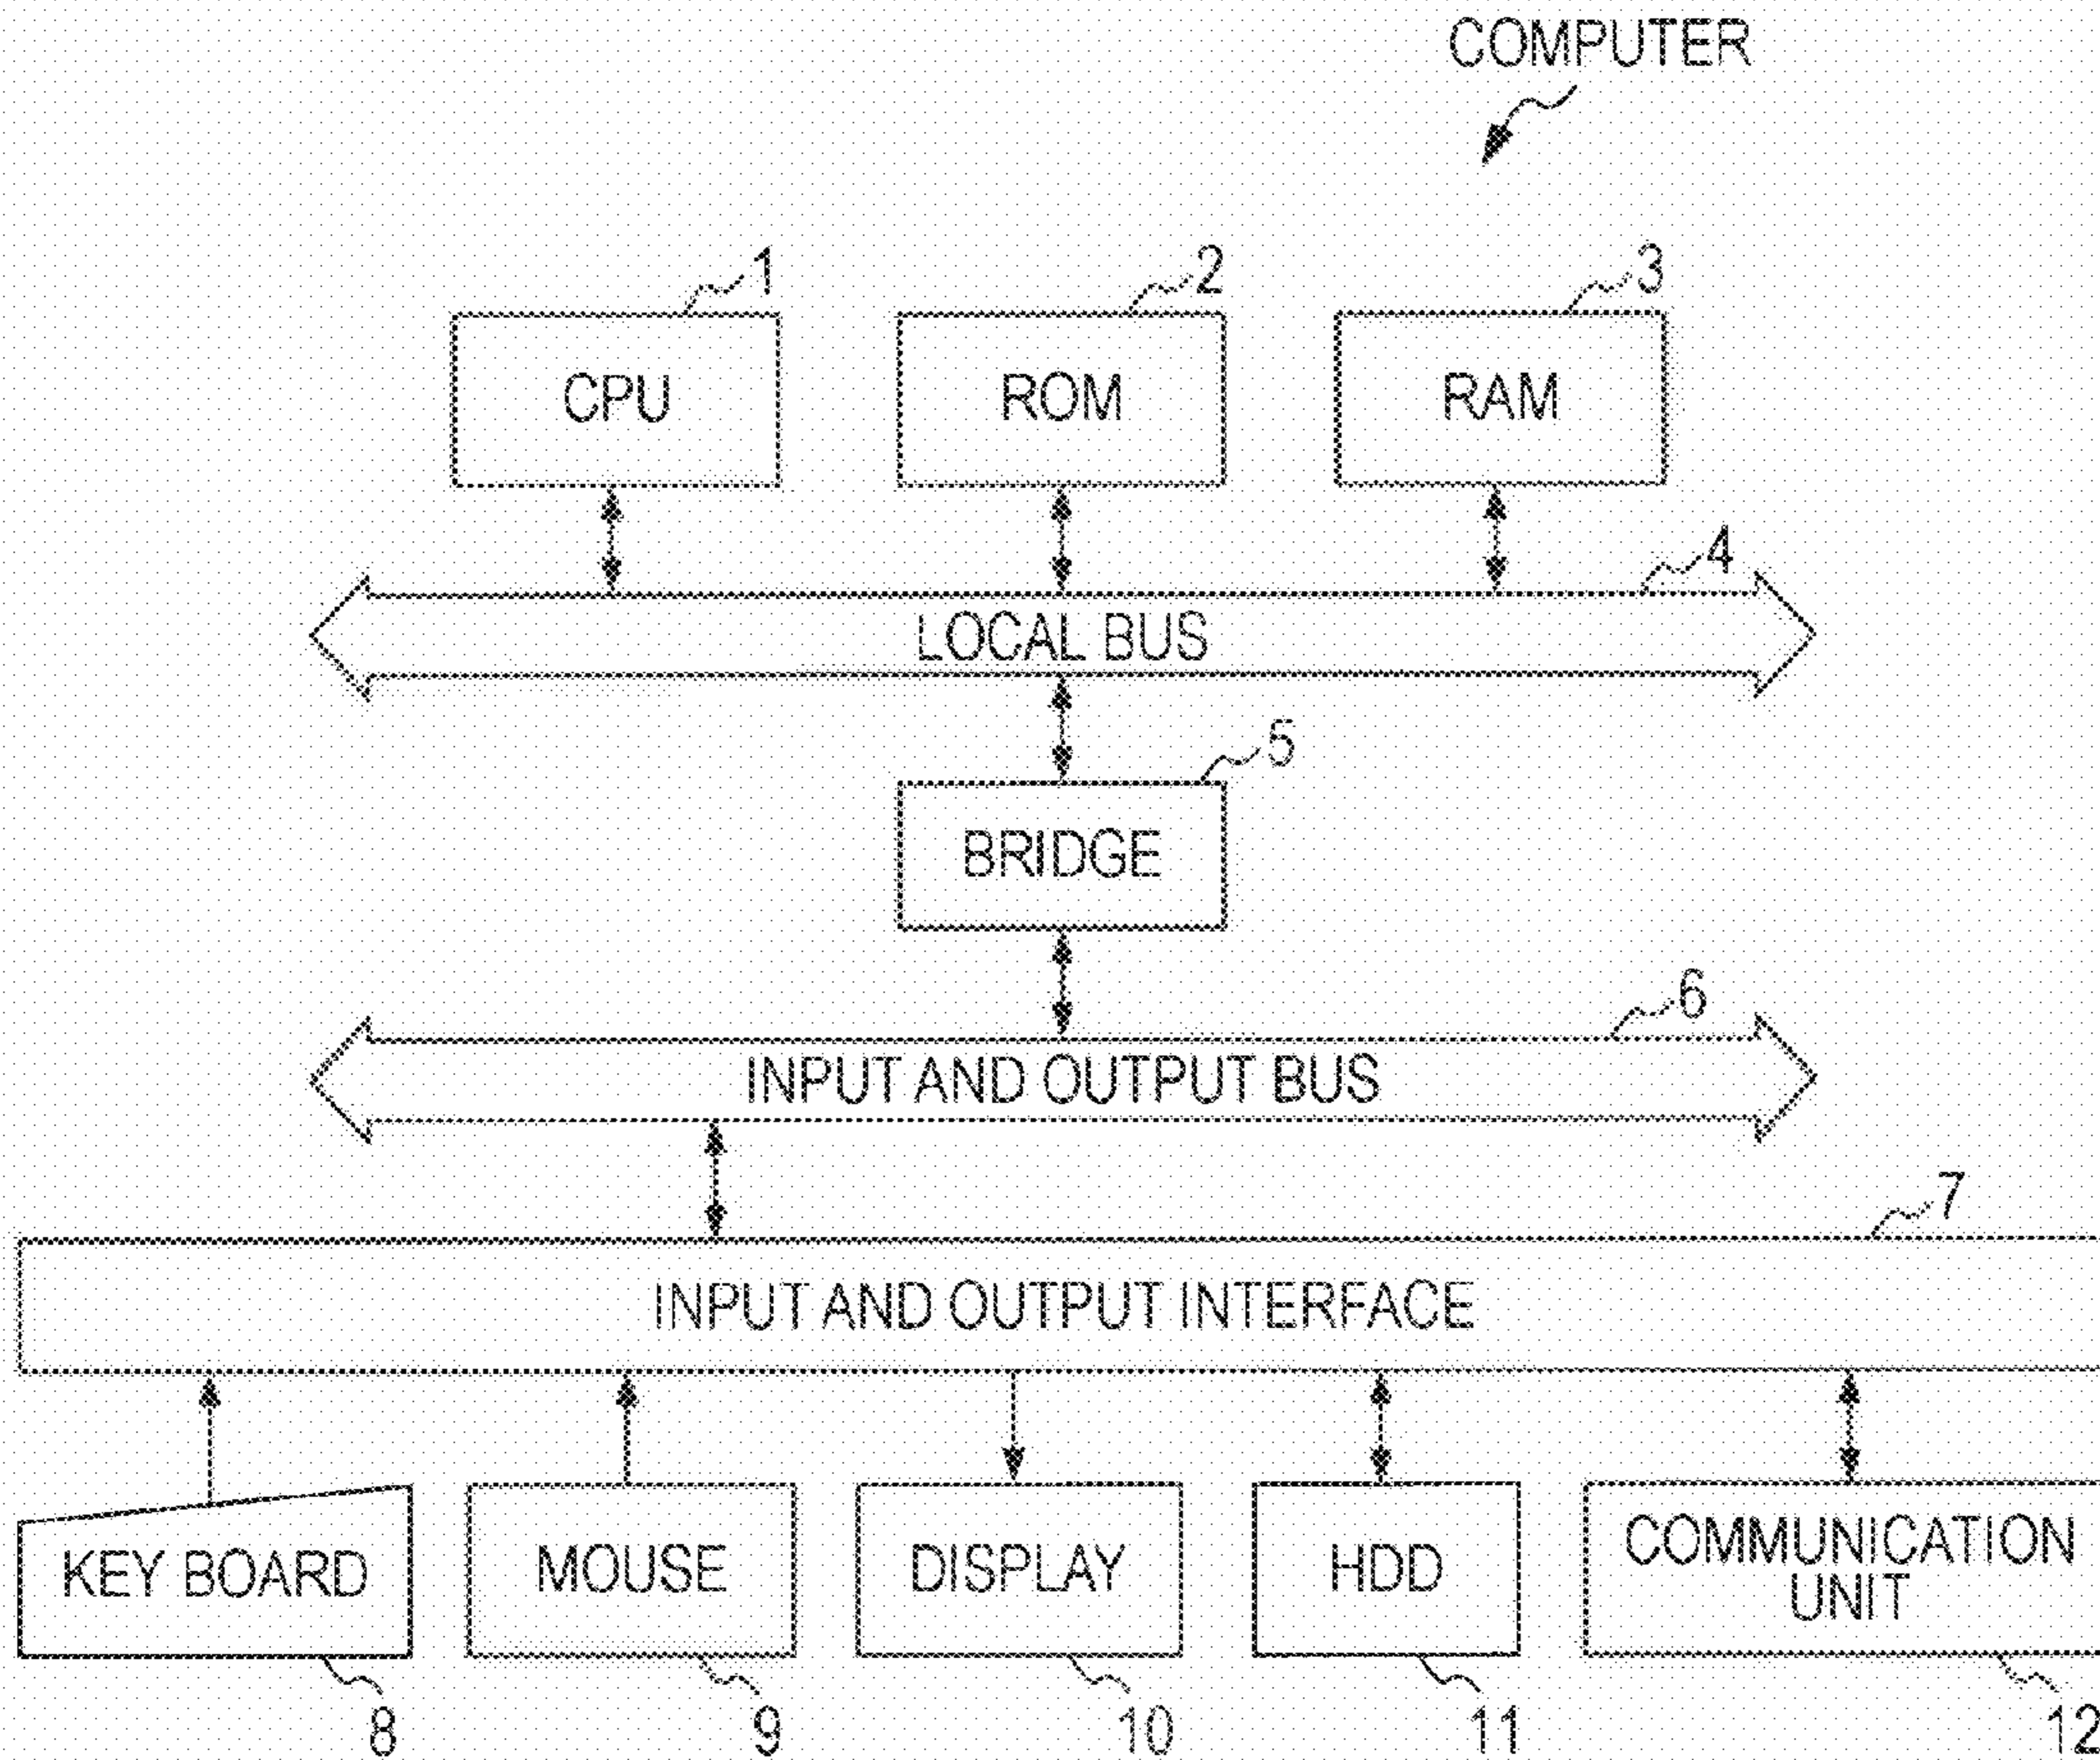 COMPUTER
1
2
3
CPU
ROM
RAM
4
LOCAL BUS
5
BRIDGE
6
INPUT AND OUTPUT BUS
7
INPUT AND OUTPUT INTERFACE
KEY BOARD
MOUSE
DISPLAY
HDD
COMMUNICATION
UNIT
8
9
10
11
12